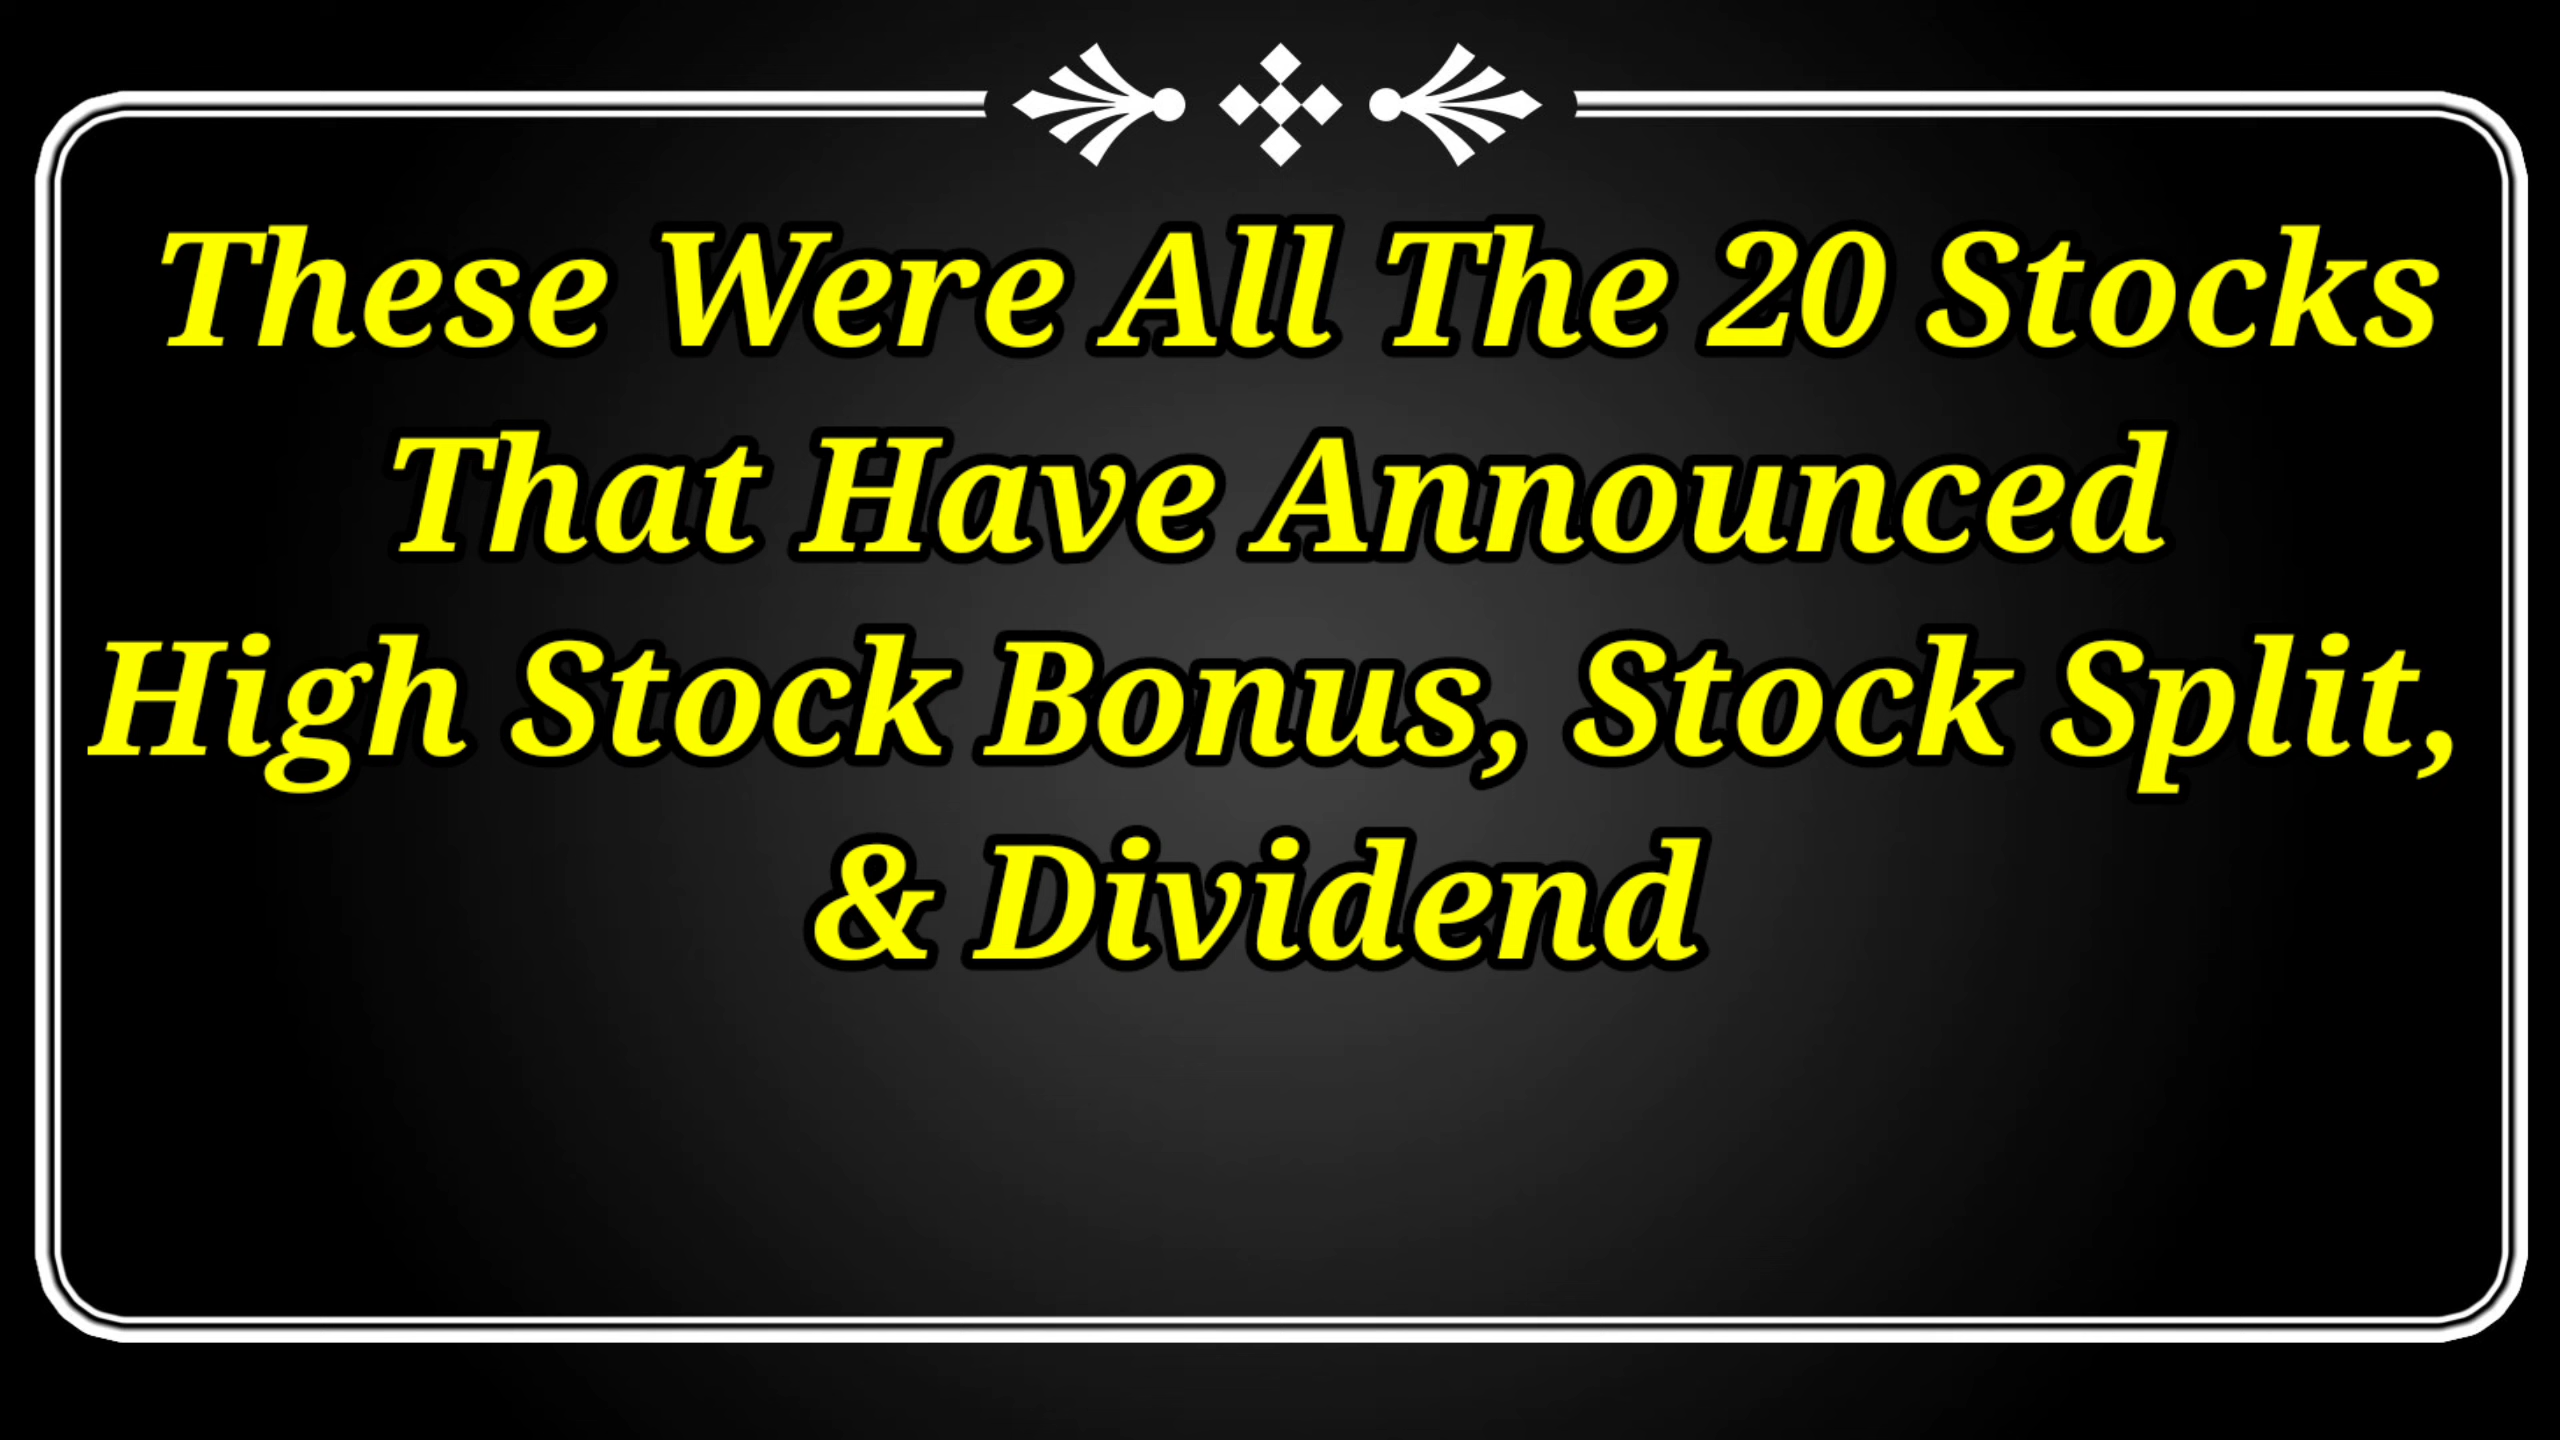 These Were All The 20 Stocks
That Have Announced
High Stock Bonus, Stock Split,
& Dividend